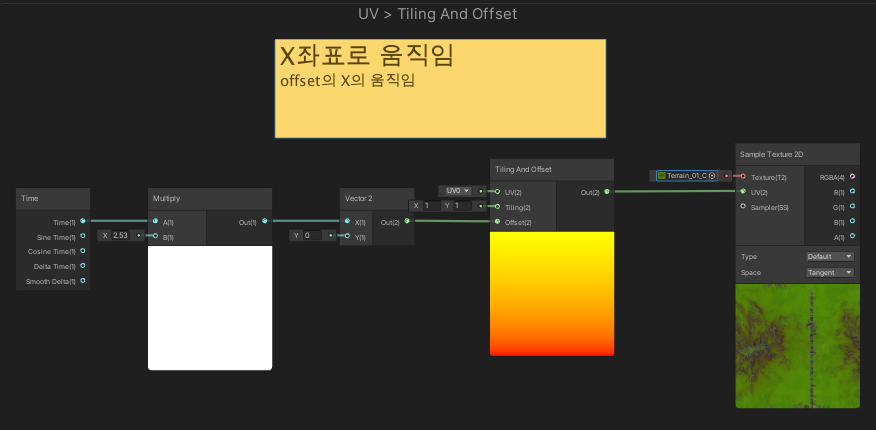 UV > Tiling And Offset
X좌표로 움직임
offset의 X의 움직임
Time
Time(1)
Sine Time(1)
Cosine Time(1)
Delta Time(1)
Smooth Delta(1)
X 2.53
Multiply
A(1)
B(1)
Out(1)
Y 0
Vector 2
X(1)
Y(1)
Out(2)
UV0
X 1 Y 1
Tiling And Offset
UV(2)
Tiling(2)
Offset(2)
Out(2)
Terrain_01_C
Sample Texture 2D
Texture(T2)
UV(2)
Sampler(SS)
RGBA(4)
R(1)
G(1)
B(1)
A(1)
Type Default
Space Tangent